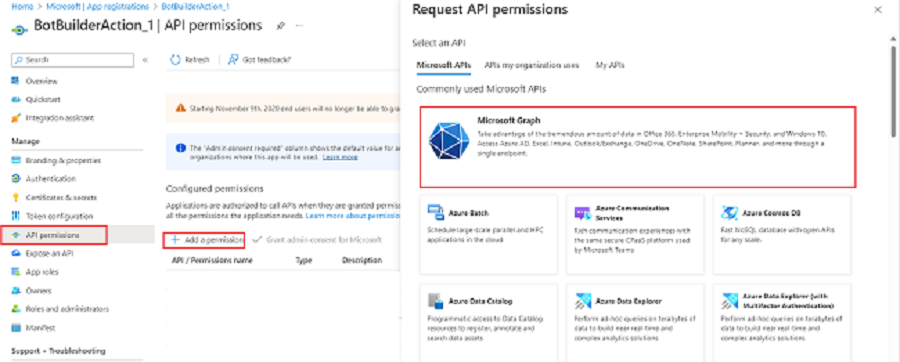 Home > Microsoft | App registrations > BotBuilderAction_1
BotBuilderAction_1 | API permissions
Search
Refresh
Got feedback?
Overview
Quickstart
Integration assistant
Manage
Branding & properties
Authentication
Certificates & secrets
Token configuration
API permissions
Expose an API
App roles
Owners
Roles and administrators
Manifest
Support + Troubleshooting
Starting November 9th, 2020 end users will no longer be able to gra
The "Admin consent required" column shows the default value for an
organizations where this app will be used. Learn more
Configured permissions
Applications are authorized to call APIs when they are granted permiss
all the permissions the application needs. Learn more about permission
Add a permission
Grant admin consent for Microsoft
API / Permissions name Type Description
Request API permissions
Select an API
Microsoft APIs APIs my organization uses My APIs
Commonly used Microsoft APIs
Microsoft Graph
Take advantage of the tremendous amount of data in Office 365, Enterprise Mobility + Security, and Windows 10.
Access Azure AD, Excel, Intune, Outlook/Exchange, OneDrive, OneNote, SharePoint, Planner, and more through a
single endpoint.
Azure Batch
Schedule large-scale parallel and HPC
applications in the cloud
Azure Communication
Services
Rich communication experiences with
the same secure CPaaS platform used
by Microsoft Teams
Azure Cosmos DB
Fast NoSQL database with open APIs
for any scale.
Azure Data Catalog
Programmatic access to Data Catalog
resources to register, annotate and
search data assets
Azure Data Explorer
Perform ad-hoc queries on terabytes of
data to build near real-time and
complex analytics solutions
Azure Data Explorer (with
Multifactor Authentication)
Perform ad-hoc queries on terabytes of
data to build near real-time and
complex analytics solutions